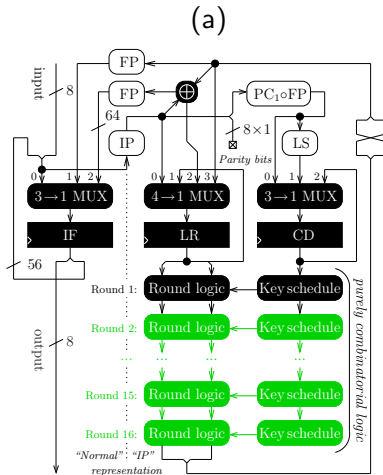 (a)
FP
input
8
FP
64
PC₁∘FP
IP
8×1
Parity bits
LS
0 1 2
0 1 2 3
0 1 2
3→1 MUX
4→1 MUX
3→1 MUX
IF
LR
CD
56
Round 1:
Round logic
Key schedule
Round 2:
Round logic
Key schedule
... ... ...
Round 15:
Round logic
Key schedule
Round 16:
Round logic
Key schedule
output
8
purely combinatorial logic
"Normal" "IP"
representation